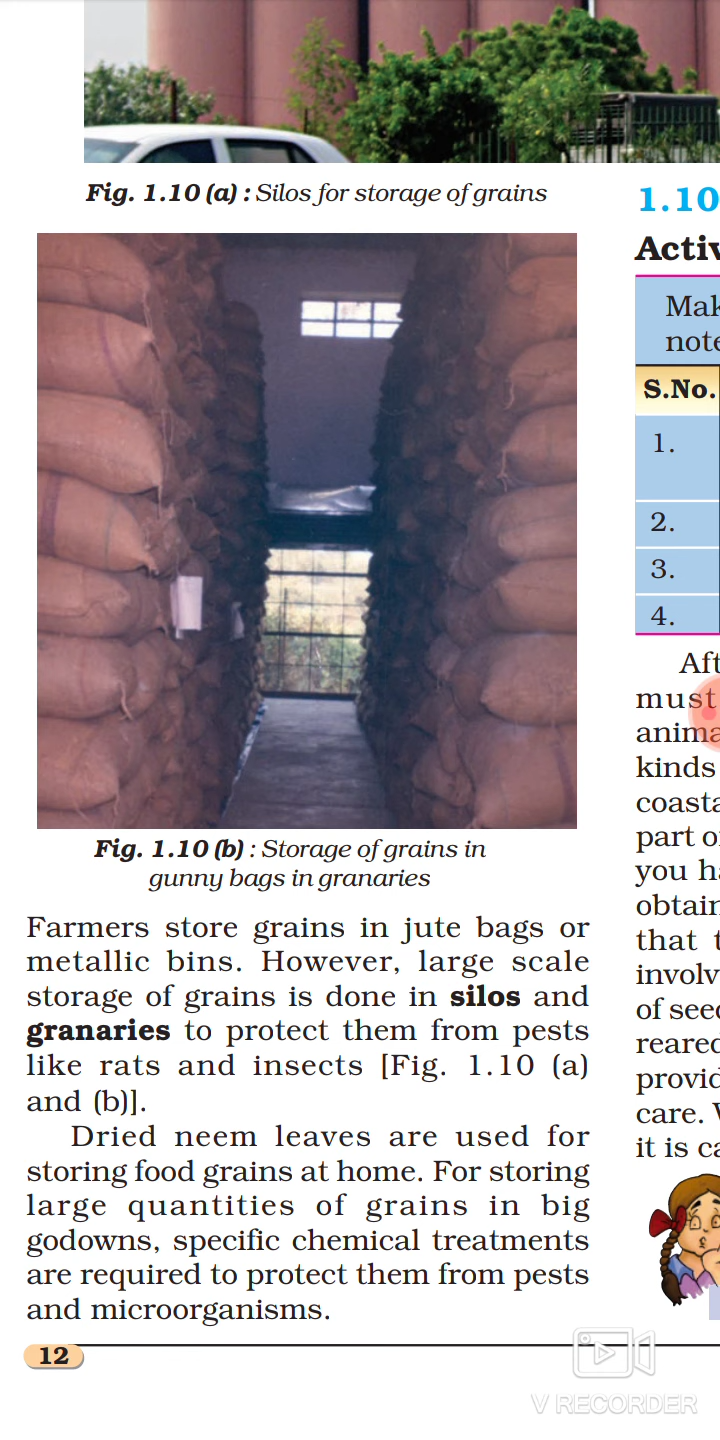 Fig. 1.10 (a) : Silos for storage of grains
Fig. 1.10 (b) : Storage of grains in
gunny bags in granaries
Farmers store grains in jute bags or
metallic bins. However, large scale
storage of grains is done in silos and
granaries to protect them from pests
like rats and insects [Fig. 1.10 (a)
and (b)].
Dried neem leaves are used for
storing food grains at home. For storing
large quantities of grains in big
godowns, specific chemical treatments
are required to protect them from pests
and microorganisms.
12
1.10
Activ
Mak
note
S.No.
1.
2.
3.
4.
Aft
must
anima
kinds
coasta
part o
you ha
obtain
that t
involv
of seed
reared
provid
care. W
it is ca
V RECORDER